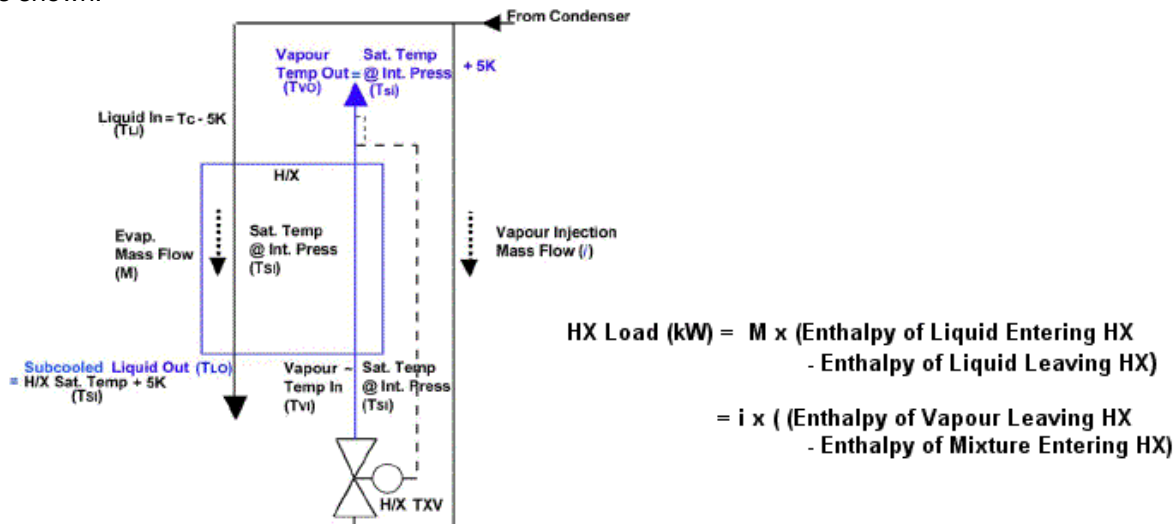 From Condenser
Vapour Sat. Temp
Temp Out = @ Int. Press + 5K
(TVO) (Tsi)
Liquid In = Tc - 5K
(TLI)
H/X
Evap.
Mass Flow
(M)
Sat. Temp
@ Int. Press
(Tsi)
Vapour Injection
Mass Flow (i)
HX Load (kW) = M x (Enthalpy of Liquid Entering HX
- Enthalpy of Liquid Leaving HX)
= i x ( (Enthalpy of Vapour Leaving HX
- Enthalpy of Mixture Entering HX)
Subcooled Liquid Out (TLO)
= H/X Sat. Temp + 5K
(Tsi)
Vapour ~ Sat. Temp
Temp In @ Int. Press
(TVI) (Tsi)
H/X TXV